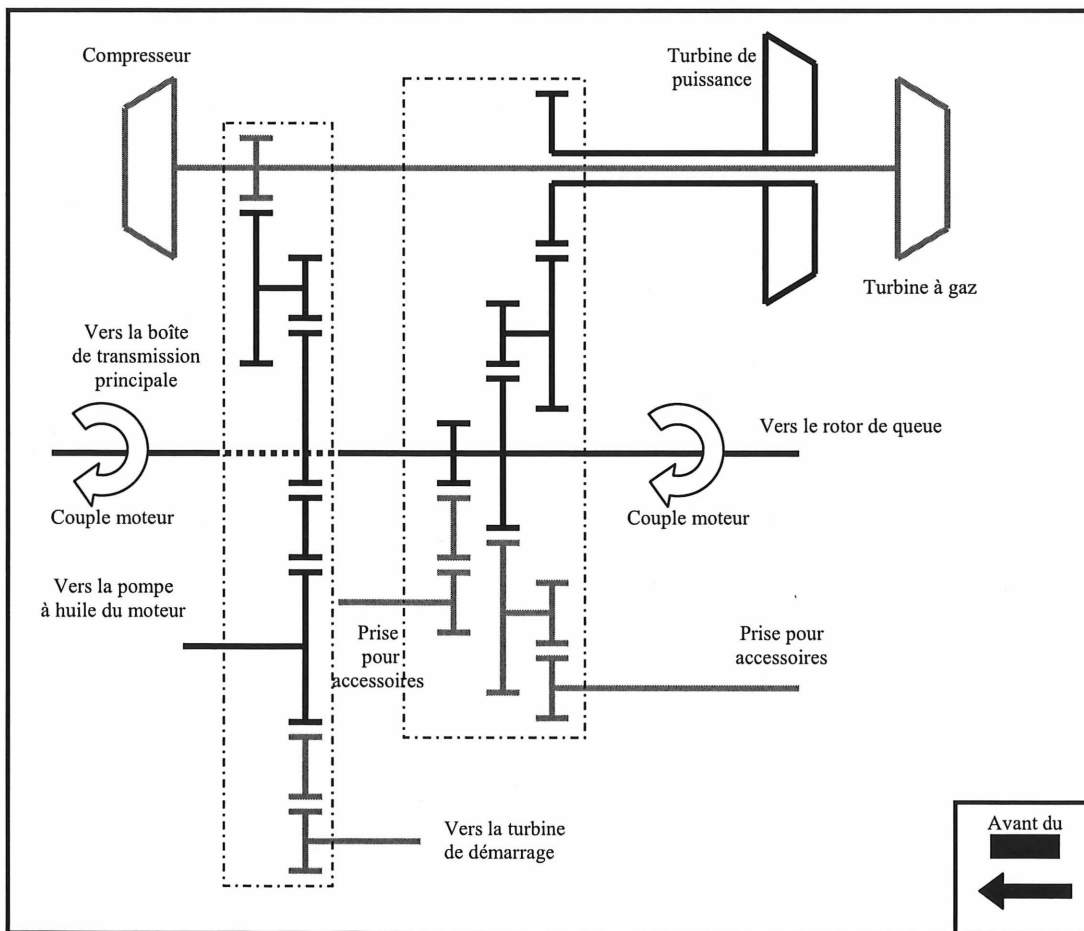 Compresseur
Turbine de
puissance
Turbine à gaz
Vers la boîte
de transmission
principale
Vers le rotor de queue
Couple moteur
Couple moteur
Vers la pompe
à huile du moteur
Prise
pour
accessoires
Prise pour
accessoires
Vers la turbine
de démarrage
Avant du